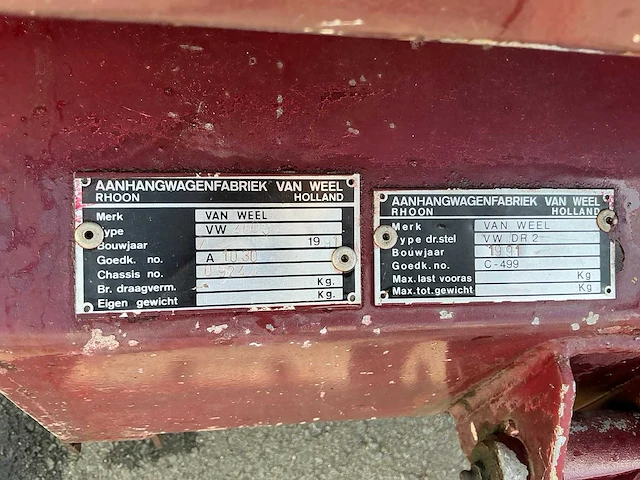 AANHANGWAGENFABRIEK VAN WEEL
RHOON HOLLAND
Merk VAN WEEL
Type VW
Bouwjaar 19 91
Goedk. no. A 1030
Chassis no.
Br. draagverm. Kg.
Eigen gewicht Kg.
AANHANGWAGENFABRIEK VAN WEEL
RHOON HOLLAND
Merk VAN WEEL
Type dr.stel VW DR 2
Bouwjaar 1991
Goedk. no. C-499
Max. last vooras Kg
Max. tot. gewicht Kg.